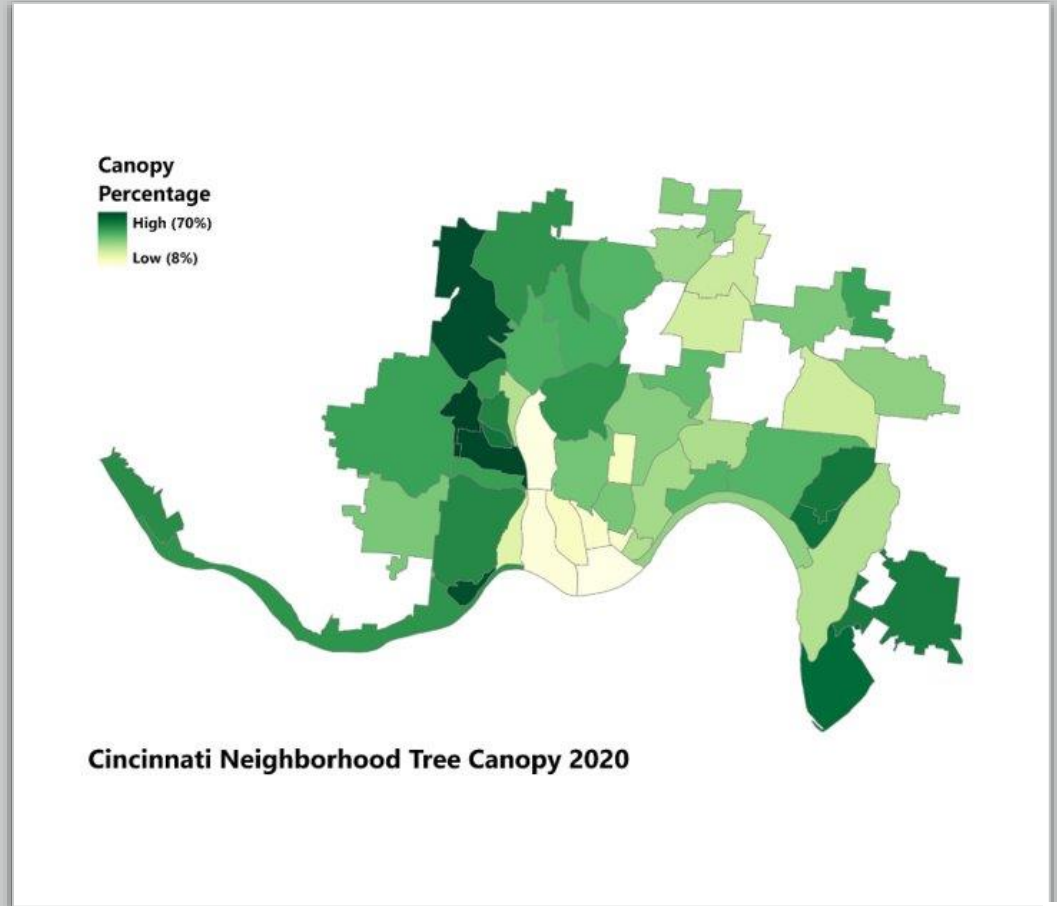 Canopy
Percentage
High (70%)
Low (8%)
Cincinnati Neighborhood Tree Canopy 2020